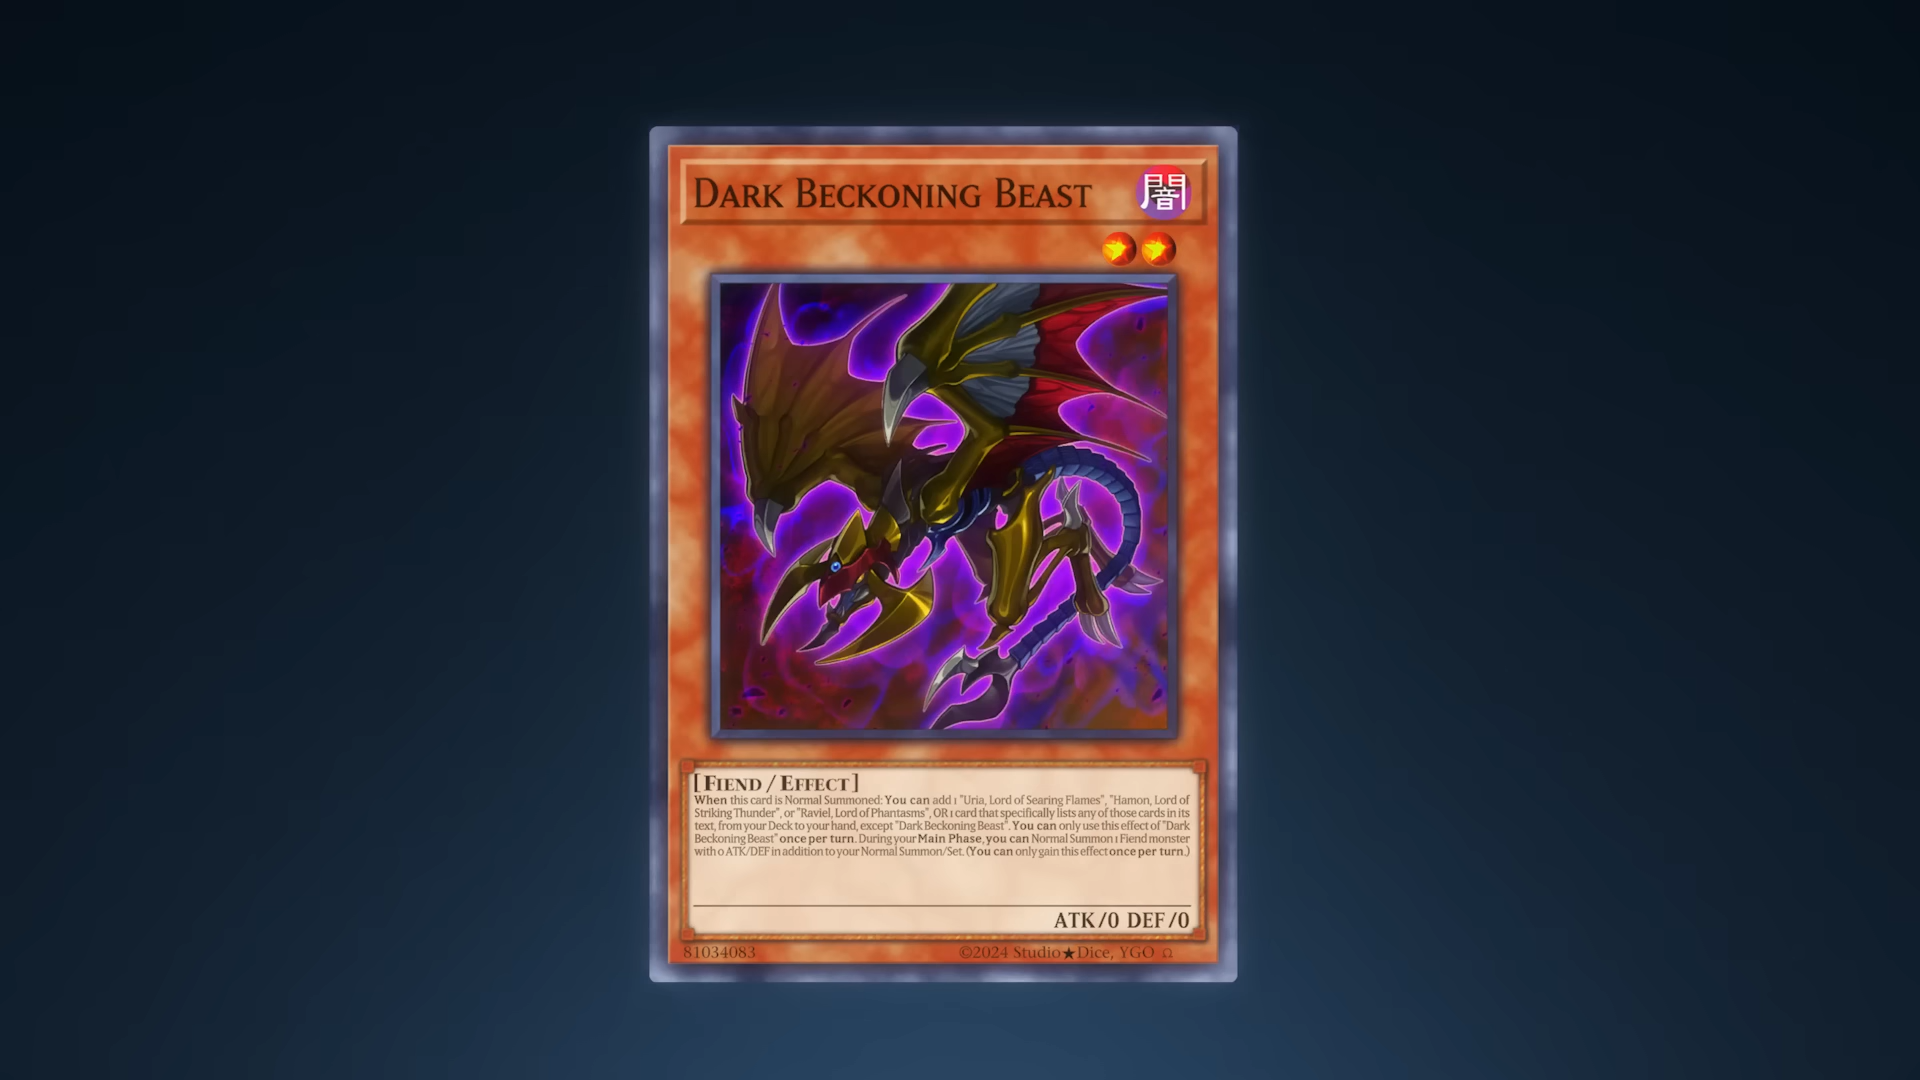 DARK BECKONING BEAST
闇
[FIEND/EFFECT]
When this card is Normal Summoned: You can add 1 "Uria, Lord of Searing Flames", "Hamon, Lord of
Striking Thunder", or "Raviel, Lord of Phantasms", OR 1 card that specifically lists any of those cards in its
text, from your Deck to your hand, except "Dark Beckoning Beast". You can only use this effect of "Dark
Beckoning Beast" once per turn. During your Main Phase, you can Normal Summon 1 Fiend monster
with 0 ATK/DEF in addition to your Normal Summon/Set. (You can only gain this effect once per turn.)
ATK/0 DEF/0
81034083 ©2024 Studio★Dice, YGO Ω